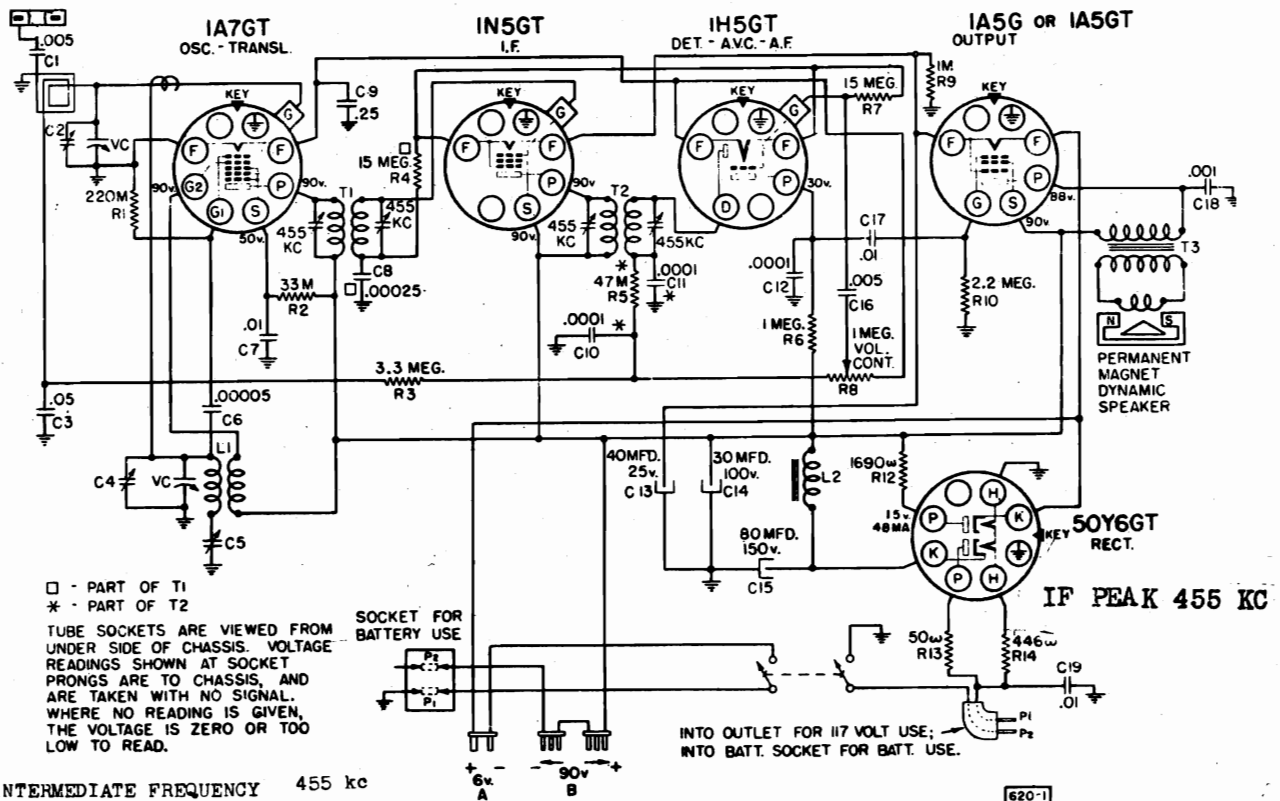 1A7GT
OSC. - TRANSL.
1N5GT
I.F.
1H5GT
DET. - A.V.C. - A.F.
1A5G OR 1A5GT
OUTPUT
.005
C1
C2
VC
220M
R1
KEY
G
F
F
G2
P
G1
S
90v.
90v.
50v.
C9
.25
T1
455
KC
455
KC
□
15 MEG.
R4
C8
□
.00025
33M
R2
.01
C7
KEY
G
F
F
P
S
90v
90v.
T2
455
KC
455KC
*
47M
R5
.0001
C11
*
.0001
*
C10
KEY
G
F
F
P
D
30v.
15 MEG.
R7
1M
R9
KEY
F
F
P
G
S
88v.
90v.
.001
C18
T3
C17
.01
.0001
C12
.005
C16
2.2 MEG.
R10
1 MEG.
R6
1 MEG.
VOL.
CONT.
R8
N
S
PERMANENT
MAGNET
DYNAMIC
SPEAKER
3.3 MEG.
R3
.05
C3
.00005
C6
L1
C4
VC
C5
40MFD.
25v.
C13
30MFD.
100v.
C14
L2
80MFD.
150v.
C15
1690ω
R12
15v.
48MA
P
H
K
K
P
H
KEY
50Y6GT
RECT.
IF PEAK 455 KC
50ω
R13
446ω
R14
C19
.01
P1
P2
INTO OUTLET FOR 117 VOLT USE;
INTO BATT. SOCKET FOR BATT. USE.
□ - PART OF T1
* - PART OF T2
TUBE SOCKETS ARE VIEWED FROM
UNDER SIDE OF CHASSIS. VOLTAGE
READINGS SHOWN AT SOCKET
PRONGS ARE TO CHASSIS, AND
ARE TAKEN WITH NO SIGNAL.
WHERE NO READING IS GIVEN,
THE VOLTAGE IS ZERO OR TOO
LOW TO READ.
SOCKET FOR
BATTERY USE
P2
P1
+ 6v. -
A
- 90v +
B
NTERMEDIATE FREQUENCY 455 kc
620-1